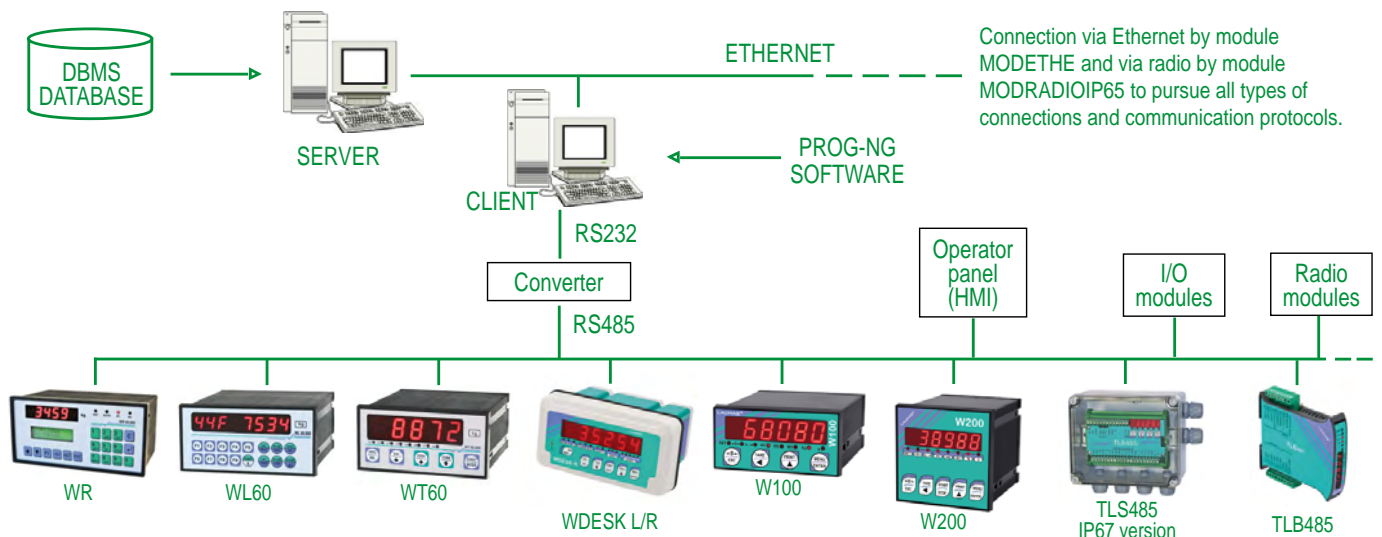 DBMS
DATABASE
SERVER
ETHERNET
Connection via Ethernet by module
MODETHE and via radio by module
MODRADIOIP65 to pursue all types of
connections and communication protocols.
PROG-NG
SOFTWARE
CLIENT
RS232
Converter
RS485
Operator
panel
(HMI)
I/O
modules
Radio
modules
3459
44F 7534
8872
35254
68080
W100
W200
38988
TLS485
WR
WL60
WT60
WDESK L/R
W100
W200
TLS485
IP67 version
TLB485